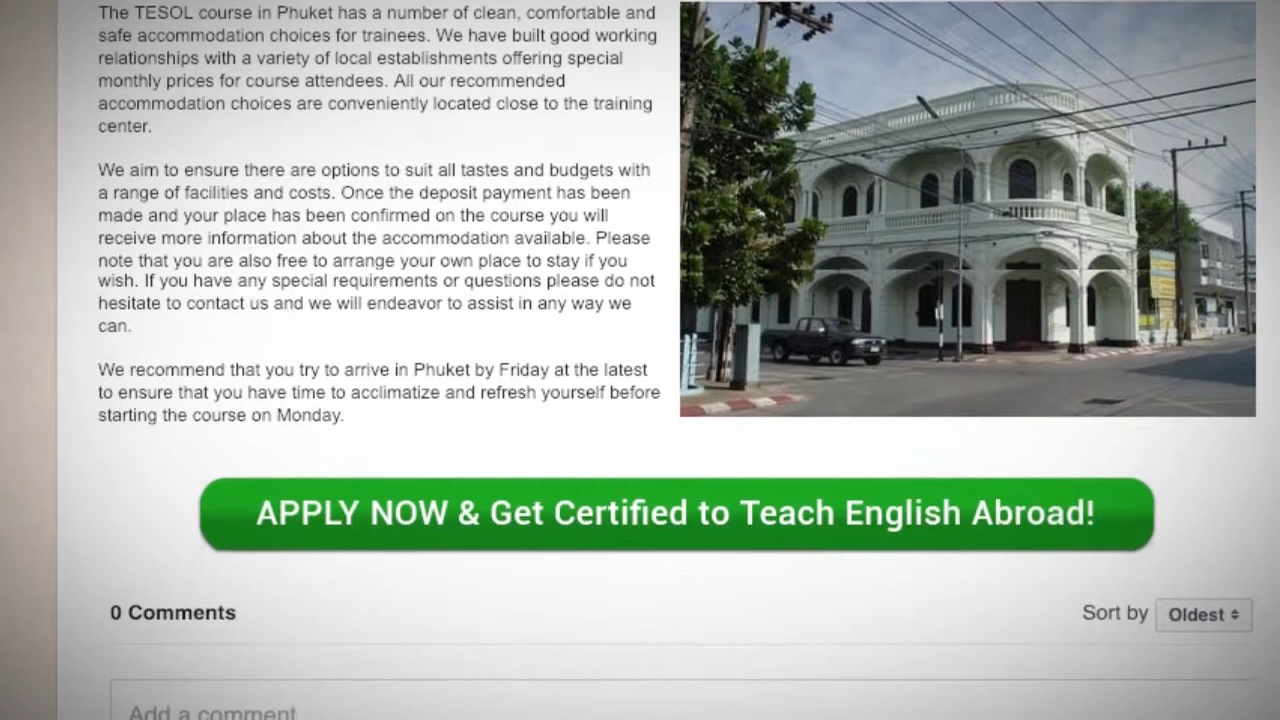 The TESOL course in Phuket has a number of clean, comfortable and
safe accommodation choices for trainees. We have built good working
relationships with a variety of local establishments offering special
monthly prices for course attendees. All our recommended
accommodation choices are conveniently located close to the training
center.
We aim to ensure there are options to suit all tastes and budgets with
a range of facilities and costs. Once the deposit payment has been
made and your place has been confirmed on the course you will
receive more information about the accommodation available. Please
note that you are also free to arrange your own place to stay if you
wish. If you have any special requirements or questions please do not
hesitate to contact us and we will endeavor to assist in any way we
can.
We recommend that you try to arrive in Phuket by Friday at the latest
to ensure that you have time to acclimatize and refresh yourself before
starting the course on Monday.
APPLY NOW & Get Certified to Teach English Abroad!
0 Comments
Sort by Oldest
Add a comment